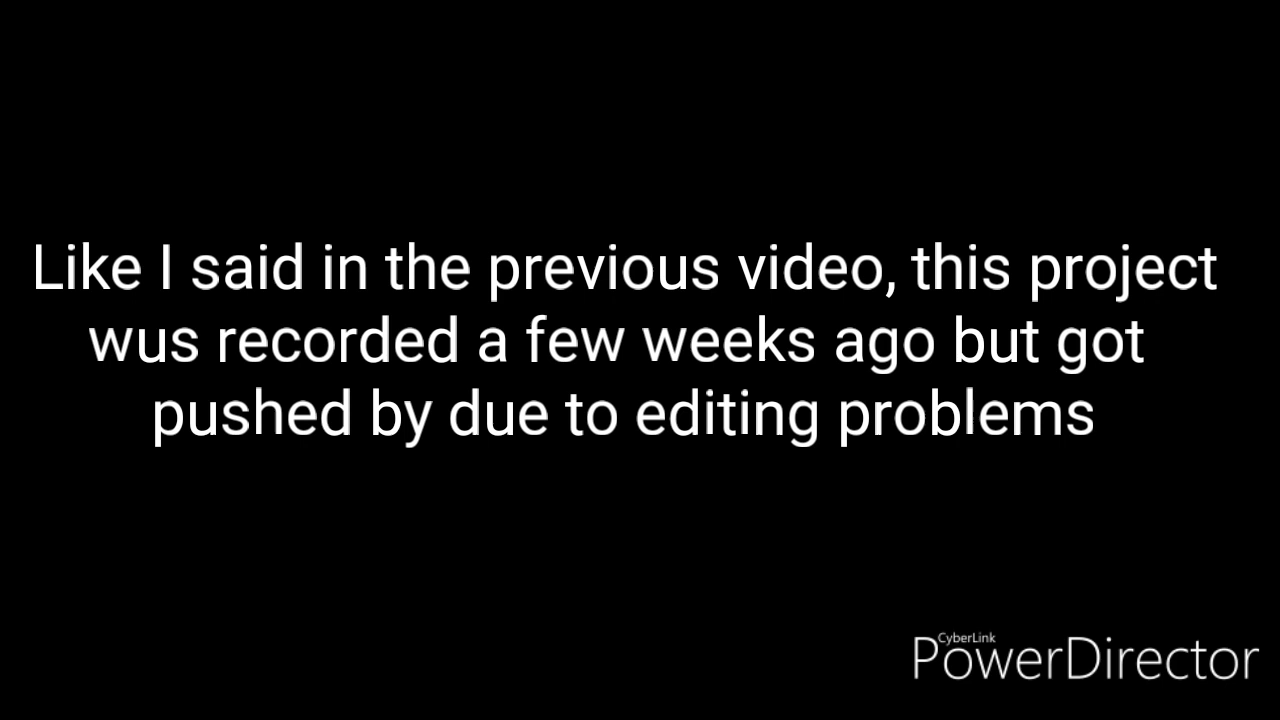 Like I said in the previous video, this project
wus recorded a few weeks ago but got
pushed by due to editing problems
CyberLink
PowerDirector